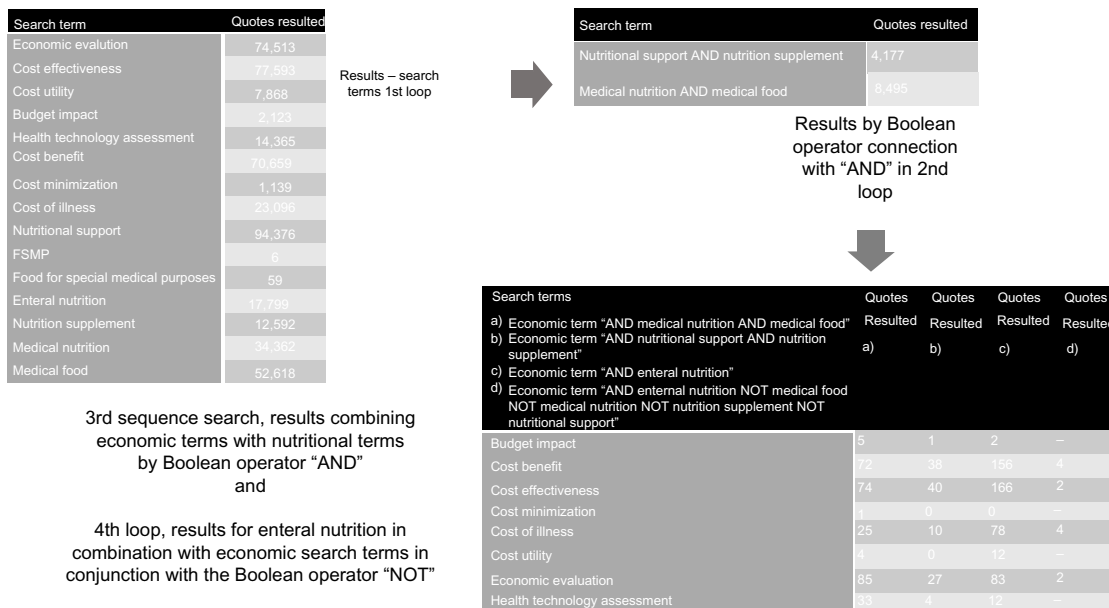 Search term Quotes resulted
Economic evalution 74,513
Cost effectiveness 77,593
Cost utility 7,868
Budget impact 2,123
Health technology assessment 14,365
Cost benefit 70,659
Cost minimization 1,139
Cost of illness 23,096
Nutritional support 94,376
FSMP 6
Food for special medical purposes 59
Enteral nutrition 17,799
Nutrition supplement 12,592
Medical nutrition 34,362
Medical food 52,618
Results – search
terms 1st loop
Search term Quotes resulted
Nutritional support AND nutrition supplement 4,177
Medical nutrition AND medical food 8,495
Results by Boolean
operator connection
with “AND” in 2nd
loop
3rd sequence search, results combining
economic terms with nutritional terms
by Boolean operator “AND”
and
4th loop, results for enteral nutrition in
combination with economic search terms in
conjunction with the Boolean operator “NOT”
Search terms Quotes Quotes Quotes Quotes
Resulted Resulted Resulted Resulted
a) b) c) d)
a) Economic term “AND medical nutrition AND medical food”
b) Economic term “AND nutritional support AND nutrition
supplement”
c) Economic term “AND enteral nutrition”
d) Economic term “AND enternal nutrition NOT medical food
NOT medical nutrition NOT nutrition supplement NOT
nutritional support”
Budget impact 5 1 2 –
Cost benefit 72 38 156 4
Cost effectiveness 74 40 166 2
Cost minimization 1 0 0 –
Cost of illness 25 10 78 4
Cost utility 4 0 12 –
Economic evaluation 85 27 83 2
Health technology assessment 33 4 12 –